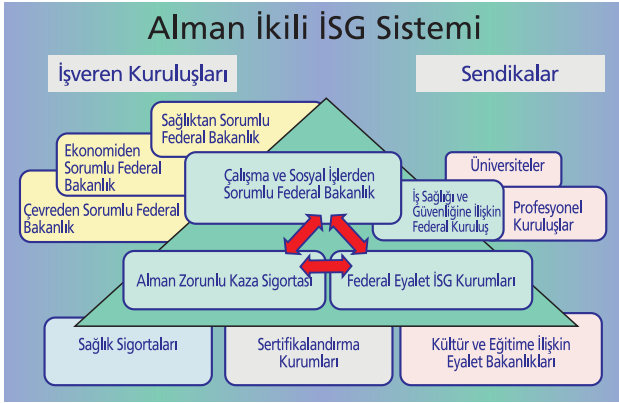 Alman İkili İSG Sistemi
İşveren Kuruluşları
Sendikalar
Sağlıktan Sorumlu
Federal Bakanlık
Ekonomiden
Sorumlu Federal
Bakanlık
Çevreden Sorumlu Federal
Bakanlık
Çalışma ve Sosyal İşlerden
Sorumlu Federal Bakanlık
Üniversiteler
İş Sağlığı ve
Güvenliğine İlişkin
Federal Kuruluş
Profesyonel
Kuruluşlar
Alman Zorunlu Kaza Sigortası
Federal Eyalet İSG Kurumları
Sağlık Sigortaları
Sertifikalandırma
Kurumları
Kültür ve Eğitime İlişkin
Eyalet Bakanlıkları